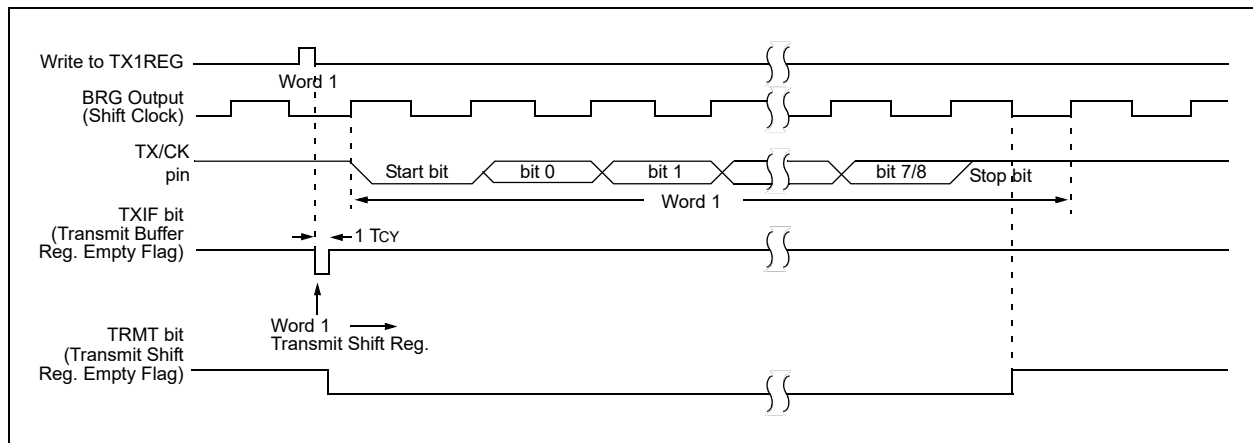 Write to TX1REG
Word 1
BRG Output
(Shift Clock)
TX/CK
pin
Start bit
bit 0
bit 1
bit 7/8
Stop bit
Word 1
TXIF bit
(Transmit Buffer
Reg. Empty Flag)
1 TCY
Word 1
Transmit Shift Reg.
TRMT bit
(Transmit Shift
Reg. Empty Flag)